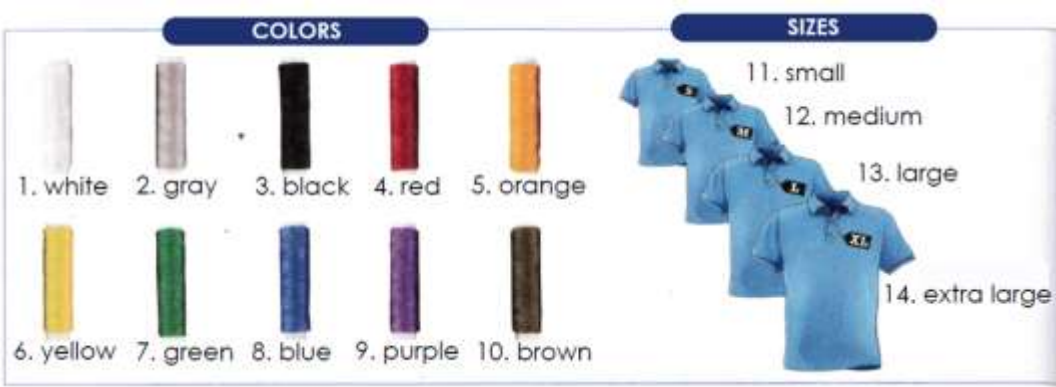 COLORS
1. white 2. gray 3. black 4. red 5. orange
6. yellow 7. green 8. blue 9. purple 10. brown
SIZES
S
11. small
M
12. medium
L
13. large
XL
14. extra large